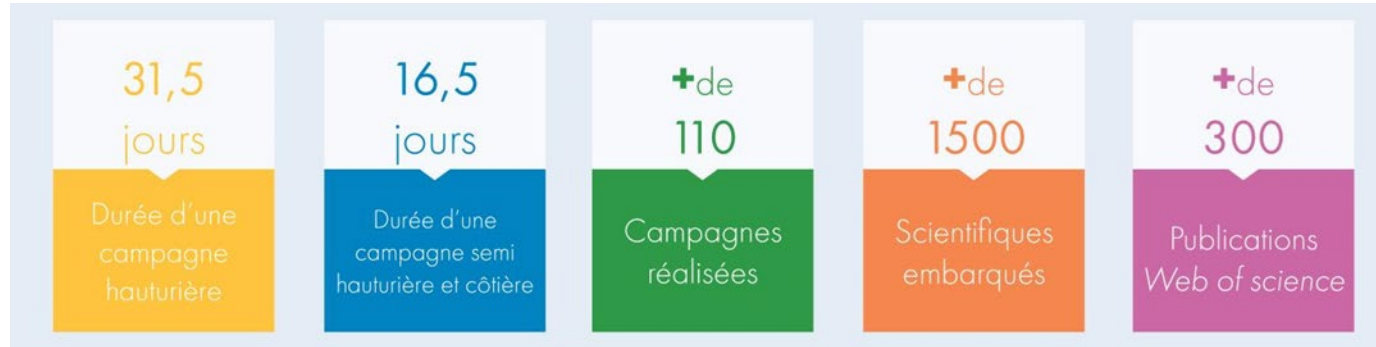 31,5
jours
Durée d'une
campagne
hauturière
16,5
jours
Durée d'une
campagne semi
hauturière et côtière
+de
110
Campagnes
réalisées
+de
1500
Scientifiques
embarqués
+de
300
Publications
Web of science